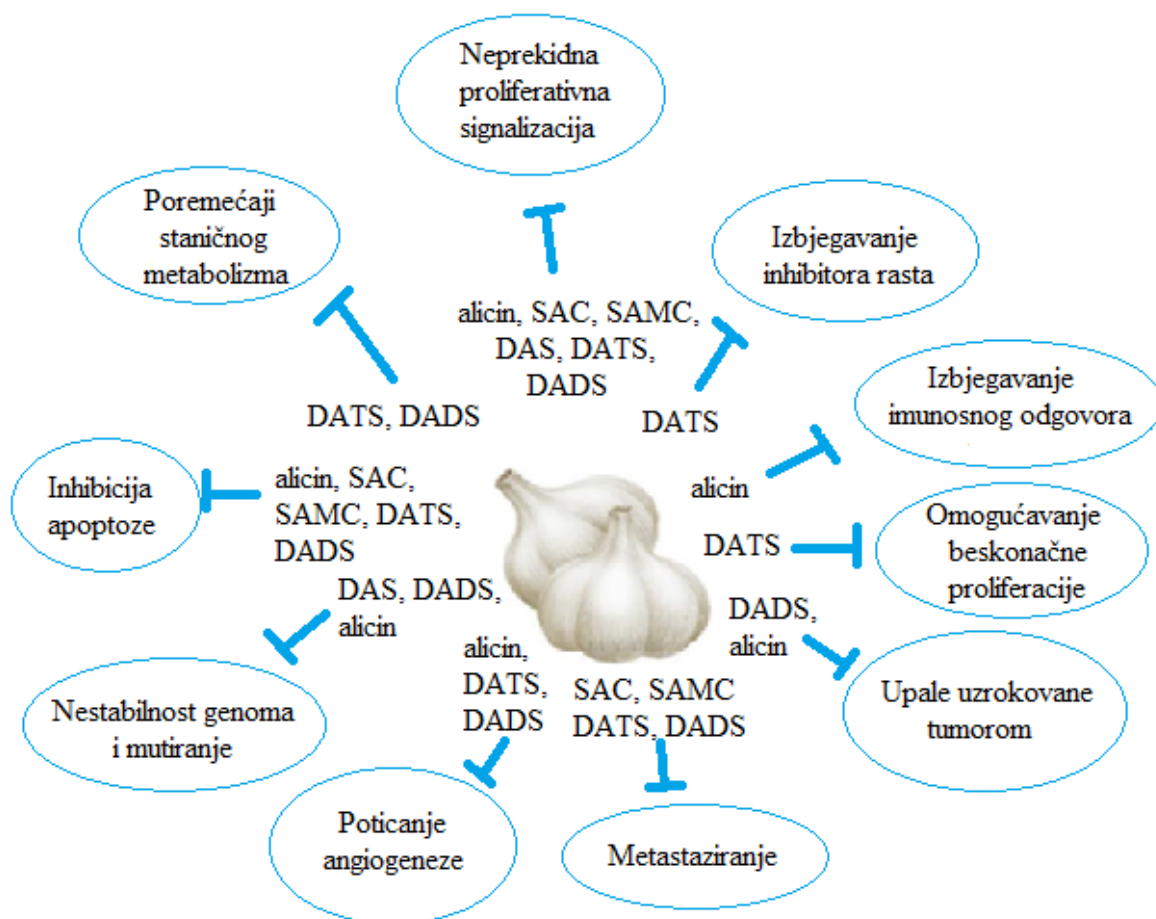 Neprekidna
proliferativna
signalizacija
Poremećaji
staničnog
metabolizma
Izbjegavanje
inhibitora rasta
alicin, SAC, SAMC,
DAS, DATS,
DADS
DATS, DADS
DATS
Izbjegavanje
imunosnog odgovora
alicin
Inhibicija
apoptoze
alicin, SAC,
SAMC, DATS,
DADS
DATS
Omogućavanje
beskonačne
proliferacije
DAS, DADS,
alicin
DADS,
alicin
Upale uzrokovane
tumorom
Nestabilnost genoma
i mutiranje
alicin,
DATS,
DADS
SAC, SAMC
DATS, DADS
Poticanje
angiogeneze
Metastaziranje